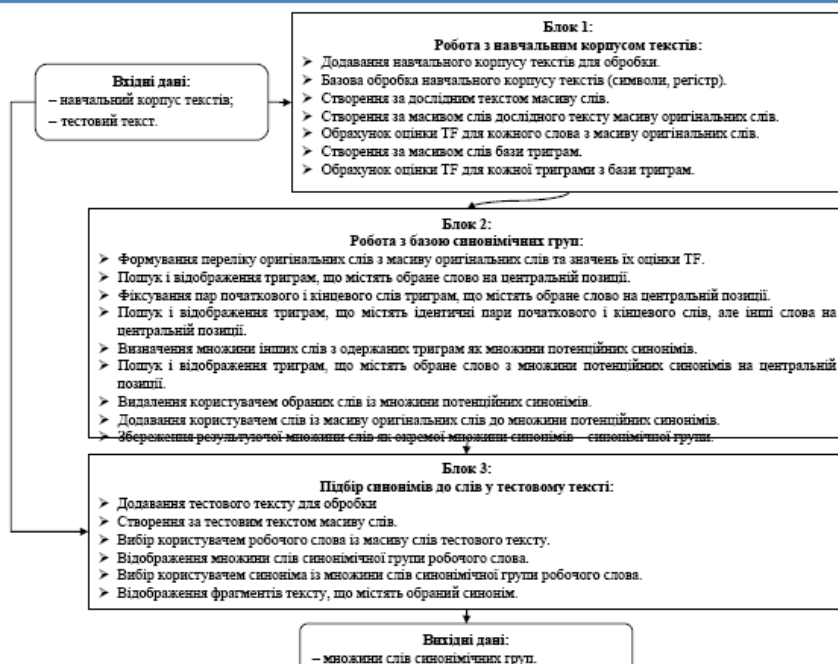 Вхідні дані:
– навчальний корпус текстів;
– тестовий текст.
Блок 1:
Робота з навчальним корпусом текстів:
➢ Додавання навчального корпусу текстів для обробки.
➢ Базова обробка навчального корпусу текстів (символи, регістр).
➢ Створення за дослідним текстом масиву слів.
➢ Створення за масивом слів дослідного тексту масиву оригінальних слів.
➢ Обрахунок оцінки TF для кожного слова з масиву оригінальних слів.
➢ Створення за масивом слів бази триграм.
➢ Обрахунок оцінки TF для кожної триграми з бази триграм.
Блок 2:
Робота з базою синонімічних груп:
➢ Формування переліку оригінальних слів з масиву оригінальних слів та значень їх оцінки TF.
➢ Пошук і відображення триграм, що містять обране слово на центральній позиції.
➢ Фіксування пар початкового і кінцевого слів триграм, що містять обране слово на центральній позиції.
➢ Пошук і відображення триграм, що містять ідентичні пари початкового і кінцевого слів, але інші слова на
центральній позиції.
➢ Визначення множини інших слів з одержаних триграм як множини потенційних синонімів.
➢ Пошук і відображення триграм, що містять обране слово з множини потенційних синонімів на центральній
позиції.
➢ Видалення користувачем обраних слів із множини потенційних синонімів.
➢ Додавання користувачем слів із масиву оригінальних слів до множини потенційних синонімів.
➢ Збереження результуючої множини слів як окремої множини синонімів – синонімічної групи.
Блок 3:
Підбір синонімів до слів у тестовому тексті:
➢ Додавання тестового тексту для обробки
➢ Створення за тестовим текстом масиву слів.
➢ Вибір користувачем робочого слова із масиву слів тестового тексту.
➢ Відображення множини слів синонімічної групи робочого слова.
➢ Вибір користувачем синоніма із множини слів синонімічної групи робочого слова.
➢ Відображення фрагментів тексту, що містять обраний синонім.
Вихідні дані:
– множини слів синонімічних груп.